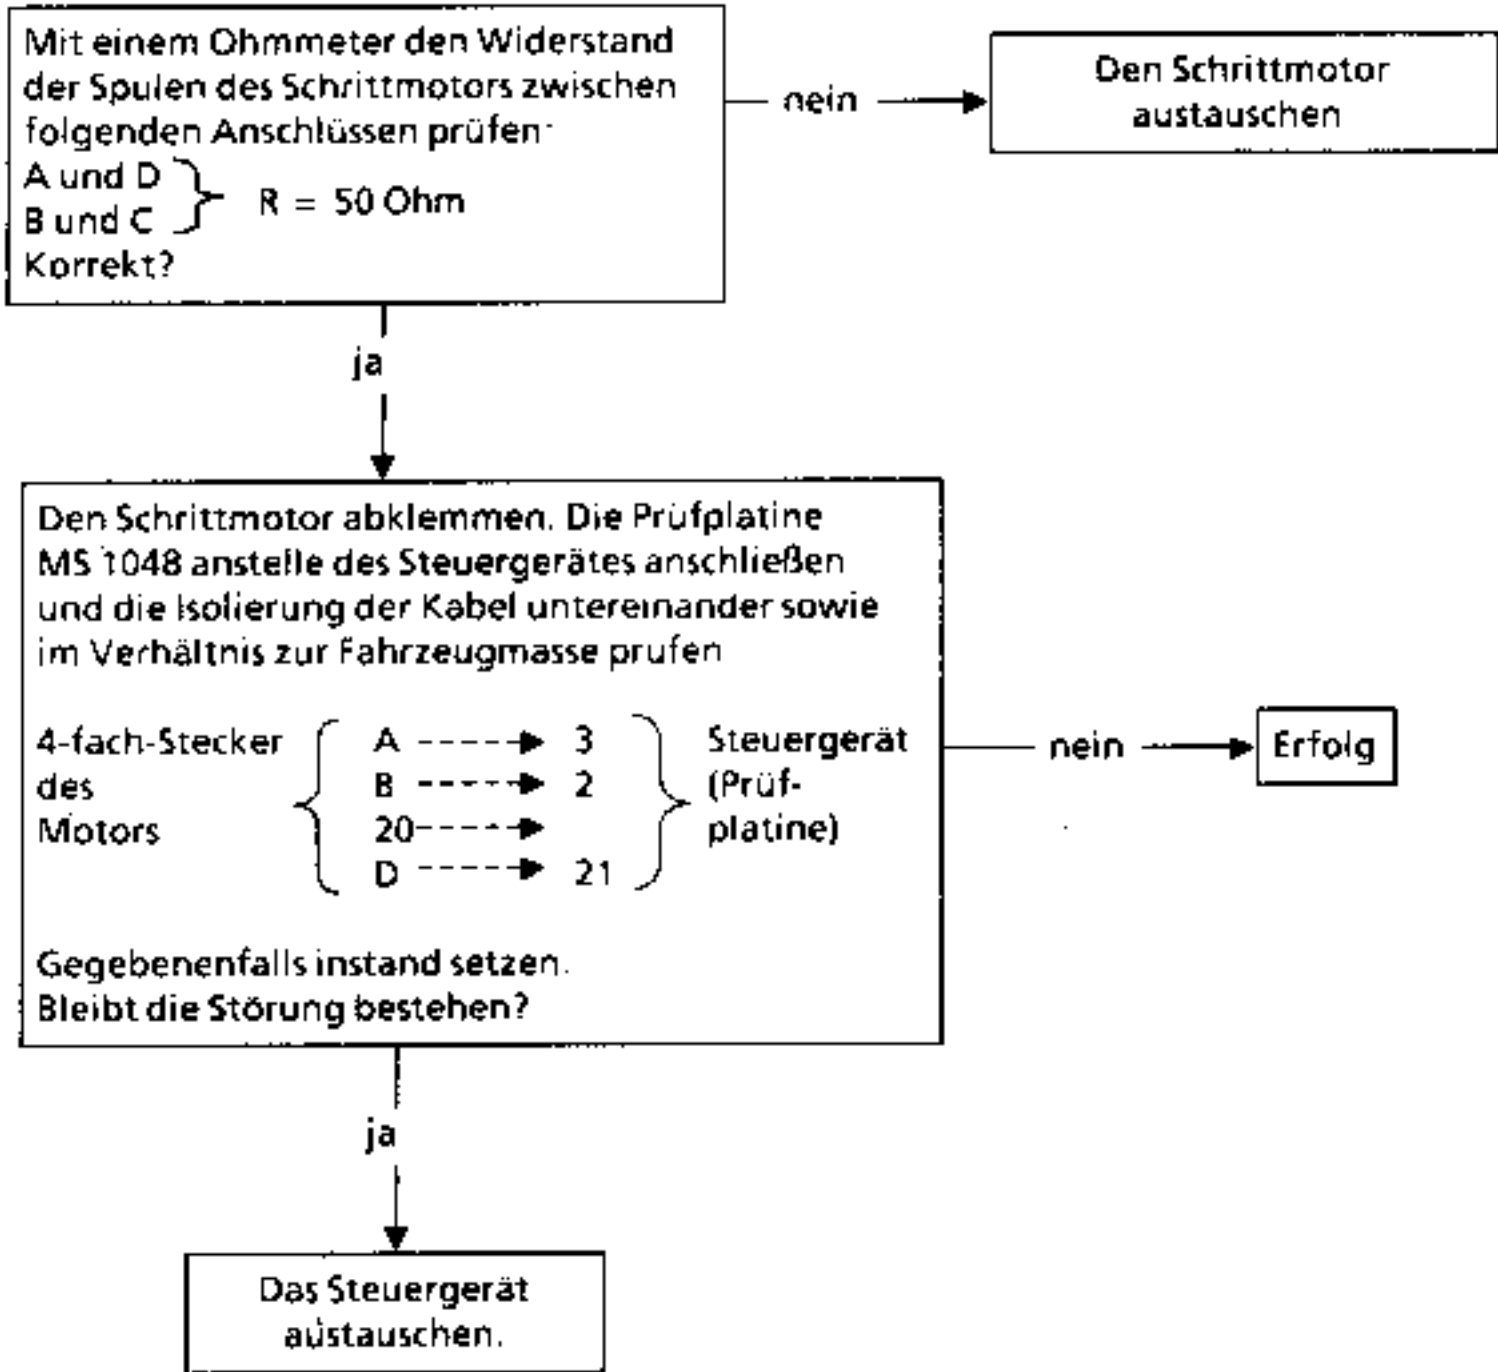 Mit einem Ohmmeter den Widerstand
der Spulen des Schrittmotors zwischen
folgenden Anschlüssen prüfen:
A und D
B und C
R = 50 Ohm
Korrekt?
nein
Den Schrittmotor
austauschen
ja
Den Schrittmotor abklemmen. Die Prüfplatine
MS 1048 anstelle des Steuergerätes anschließen
und die Isolierung der Kabel untereinander sowie
im Verhältnis zur Fahrzeugmasse prufen
4-fach-Stecker
des
Motors
A 3
B 2
20
D 21
Steuergerät
(Prüf-
platine)
nein
Erfolg
Gegebenenfalls instand setzen.
Bleibt die Störung bestehen?
ja
Das Steuergerät
austauschen.